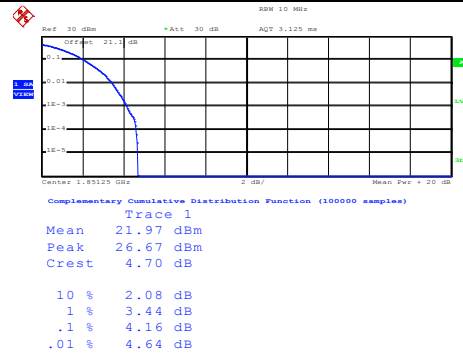 RBW 10 MHz
Ref 30 dBm *Att 30 dB AQT 3.125 ms
Offset 21.1 dB
0.1
0.01
1E-3
1E-4
1E-5
1 SA
VIEW
A
Center 1.85125 GHz 2 dB/ Mean Pwr + 20 dB
Complementary Cumulative Distribution Function (100000 samples)
Trace 1
Mean 21.97 dBm
Peak 26.67 dBm
Crest 4.70 dB
10 % 2.08 dB
1 % 3.44 dB
.1 % 4.16 dB
.01 % 4.64 dB